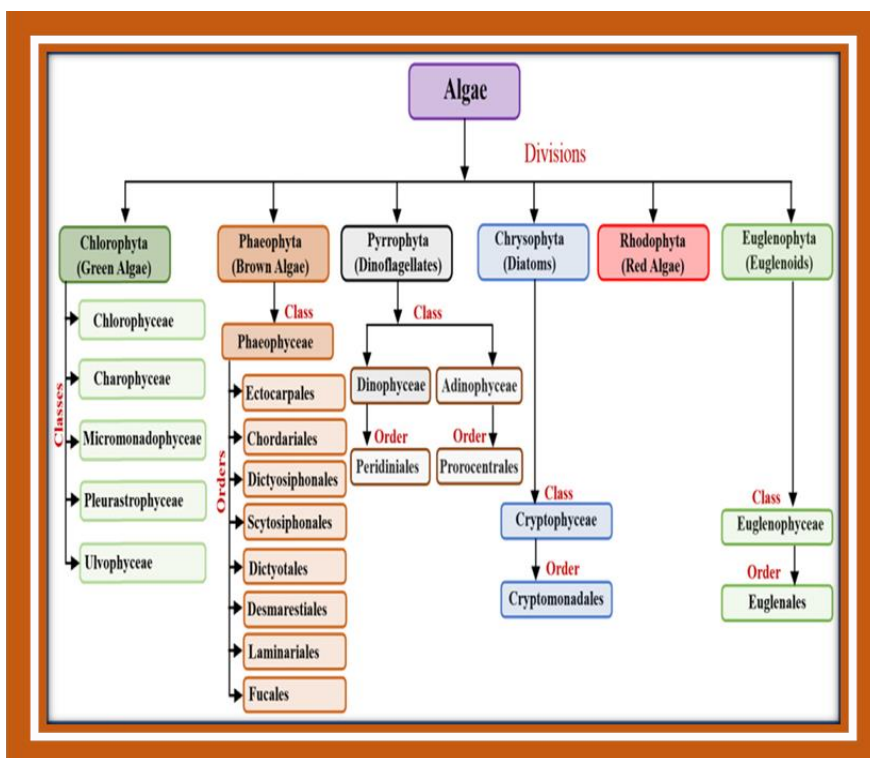 Algae
Divisions
Chlorophyta
(Green Algae)
Phaeophyta
(Brown Algae)
Pyrrophyta
(Dinoflagellates)
Chrysophyta
(Diatoms)
Rhodophyta
(Red Algae)
Euglenophyta
(Euglenoids)
Classes
Chlorophyceae
Charophyceae
Micromonadophyceae
Pleurastrophyceae
Ulvophyceae
Class
Phaeophyceae
Orders
Ectocarpales
Chordariales
Dictyosiphonales
Scytosiphonales
Dictyotales
Desmarestiales
Laminariales
Fucales
Class
Dinophyceae
Adinophyceae
Order
Order
Peridiniales
Prorocentrales
Class
Cryptophyceae
Order
Cryptomonadales
Class
Euglenophyceae
Order
Euglenales